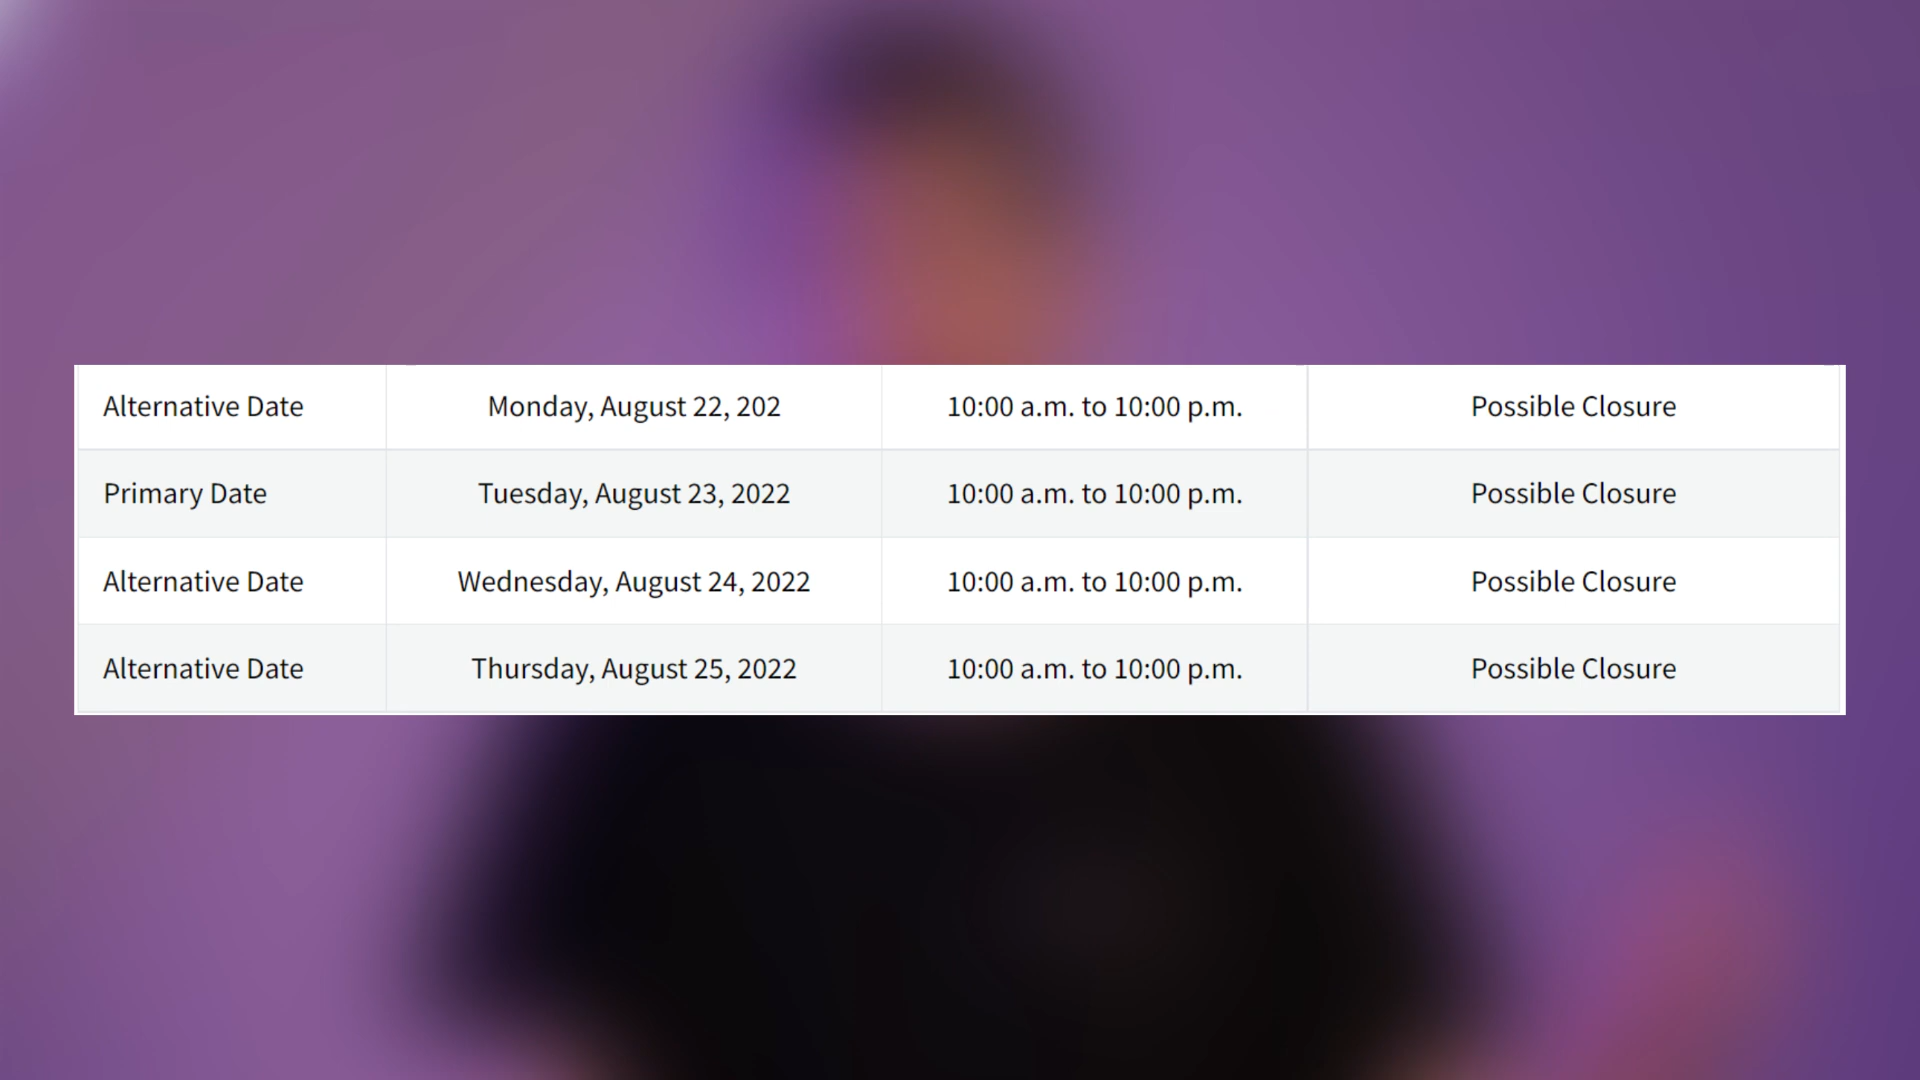 Alternative Date Monday, August 22, 202 10:00 a.m. to 10:00 p.m. Possible Closure
Primary Date Tuesday, August 23, 2022 10:00 a.m. to 10:00 p.m. Possible Closure
Alternative Date Wednesday, August 24, 2022 10:00 a.m. to 10:00 p.m. Possible Closure
Alternative Date Thursday, August 25, 2022 10:00 a.m. to 10:00 p.m. Possible Closure